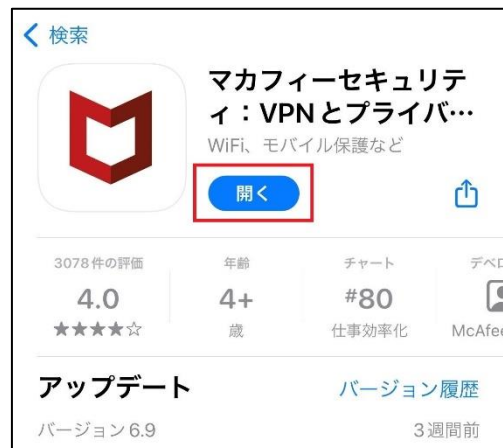 検索
マカフィーセキュリテ
ィ：VPNとプライバ…
WiFi、モバイル保護など
開く
3078件の評価
年齢
チャート
デベロ
4.0
4+
#80
★★★★☆
歳
仕事効率化
McAfee
アップデート
バージョン履歴
バージョン 6.9
3週間前